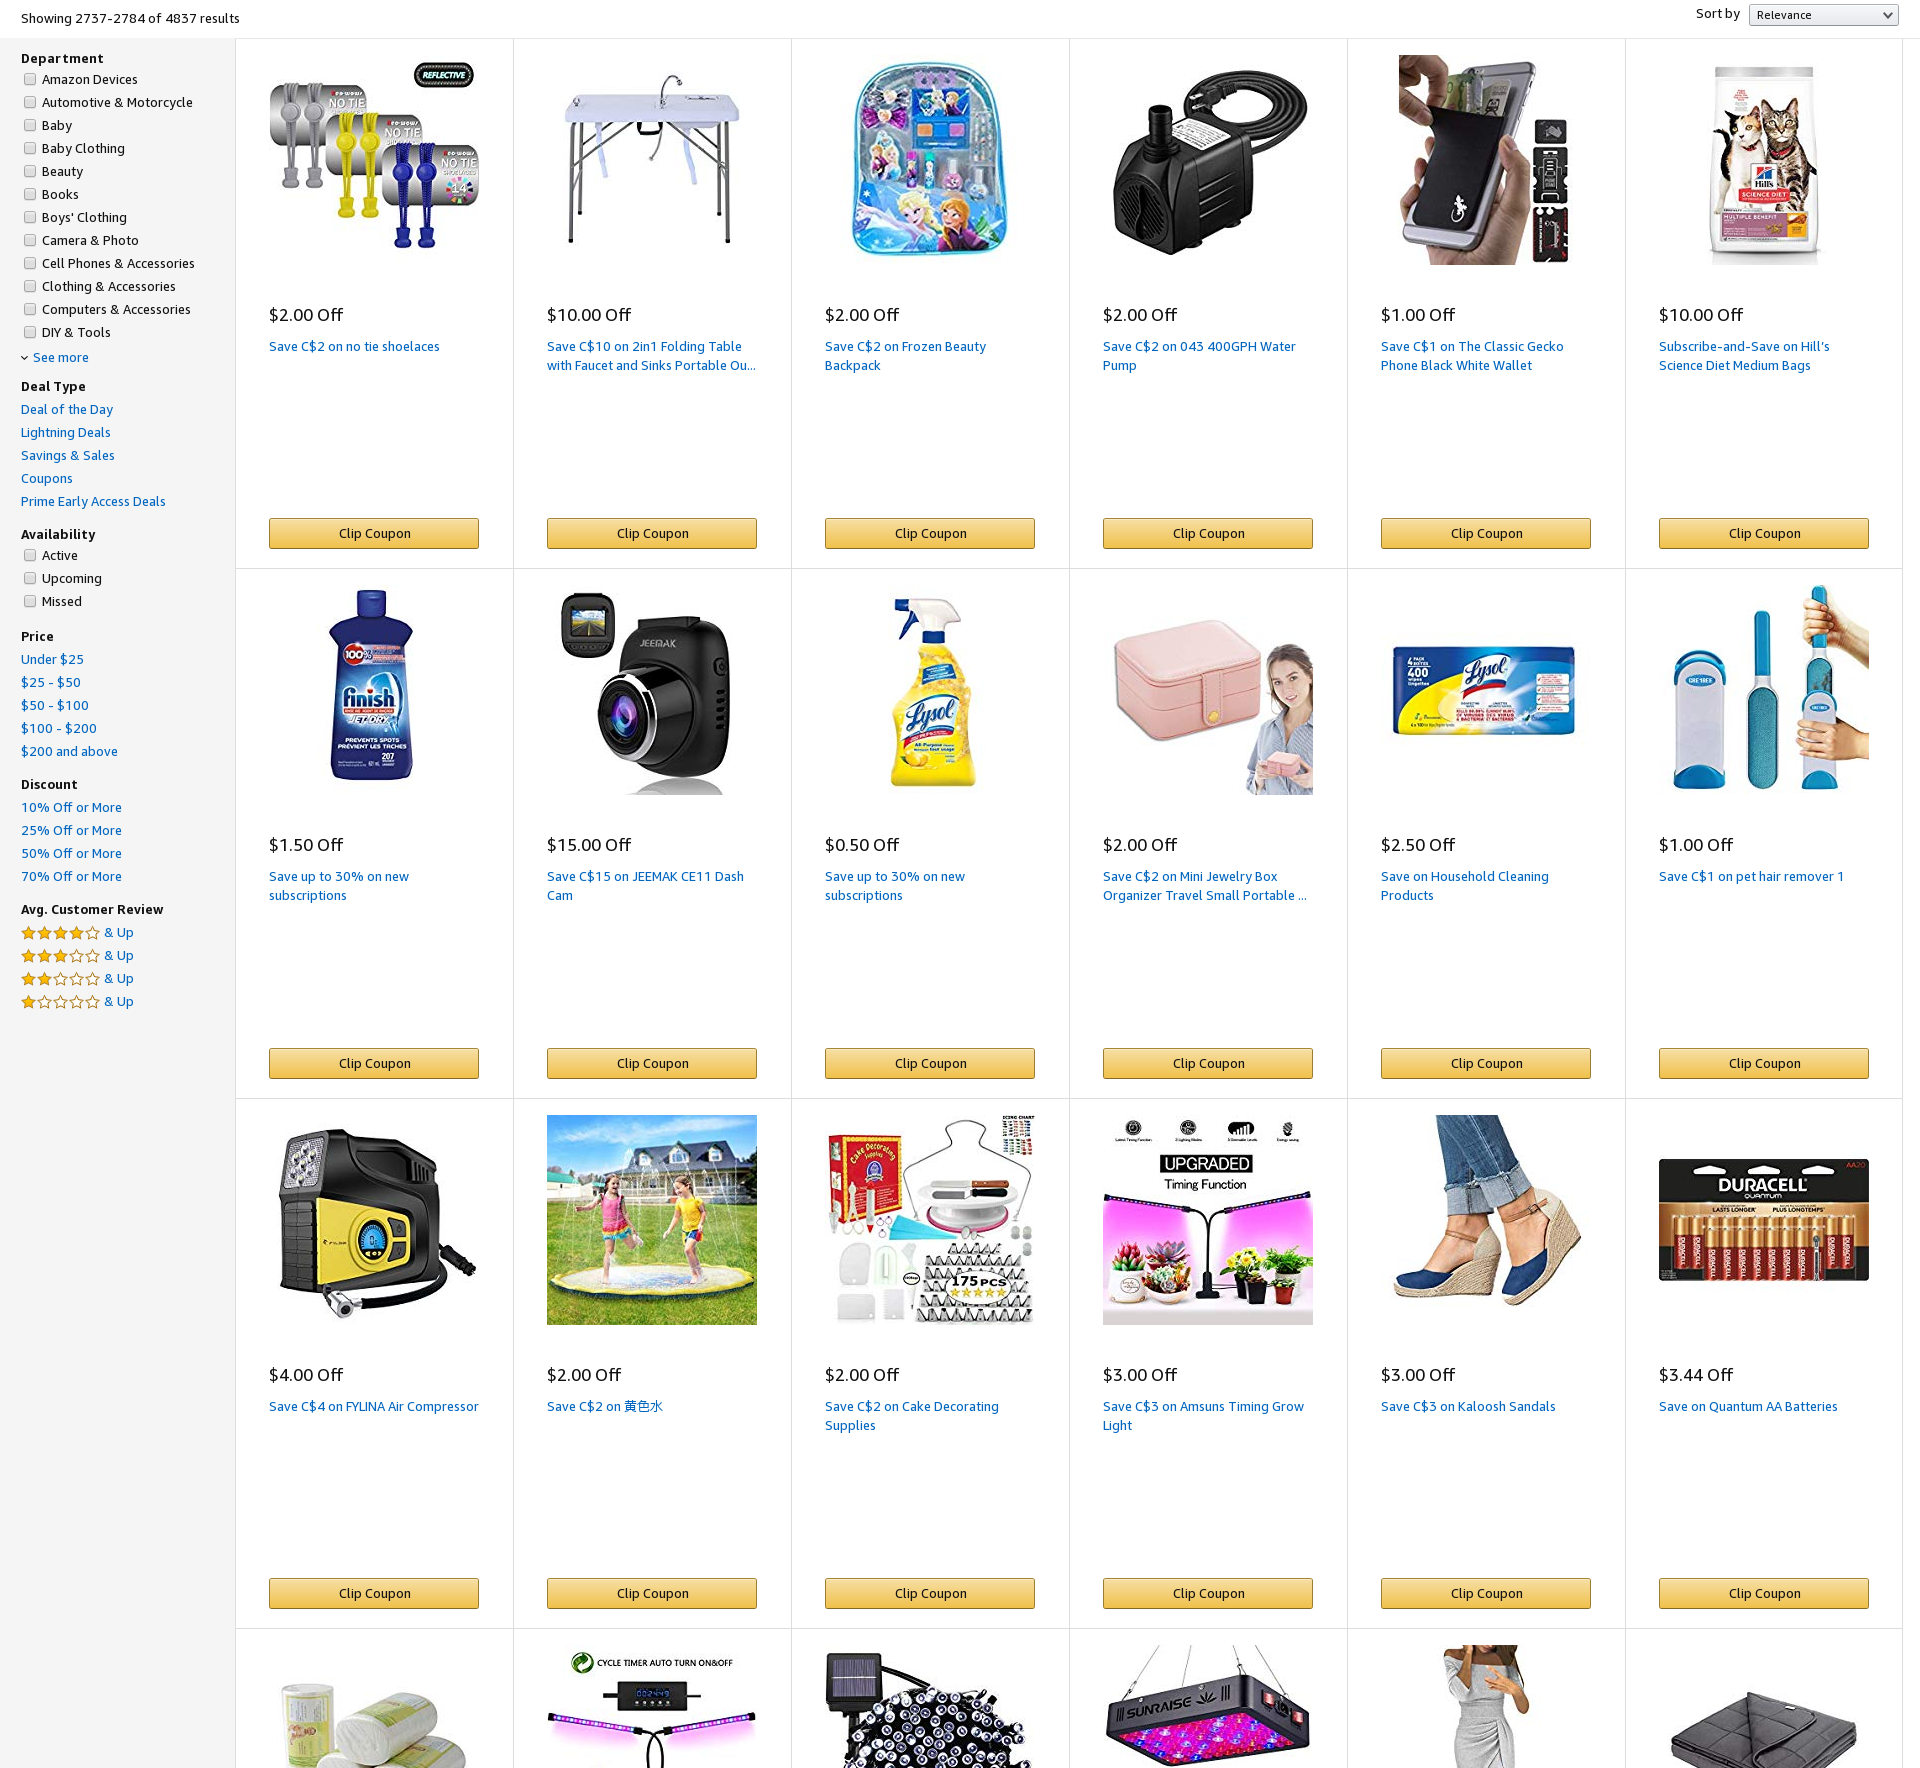 Showing 2737-2784 of 4837 results
Sort by
Relevance
Department
Amazon Devices
Automotive & Motorcycle
Baby
Baby Clothing
Beauty
Books
Boys' Clothing
Camera & Photo
Cell Phones & Accessories
Clothing & Accessories
Computers & Accessories
DIY & Tools
See more
Deal Type
Deal of the Day
Lightning Deals
Savings & Sales
Coupons
Prime Early Access Deals
Availability
Active
Upcoming
Missed
Price
Under $25
$25 - $50
$50 - $100
$100 - $200
$200 and above
Discount
10% Off or More
25% Off or More
50% Off or More
70% Off or More
Avg. Customer Review
& Up
& Up
& Up
& Up
REFLECTIVE
NO TIE
NO TIE
NO TIE
$2.00 Off
Save C$2 on no tie shoelaces
Clip Coupon
$10.00 Off
Save C$10 on 2in1 Folding Table
with Faucet and Sinks Portable Ou...
Clip Coupon
$2.00 Off
Save C$2 on Frozen Beauty
Backpack
Clip Coupon
$2.00 Off
Save C$2 on 043 400GPH Water
Pump
Clip Coupon
$1.00 Off
Save C$1 on The Classic Gecko
Phone Black White Wallet
Clip Coupon
Hill's
SCIENCE DIET
MULTIPLE BENEFIT
$10.00 Off
Subscribe-and-Save on Hill's
Science Diet Medium Bags
Clip Coupon
100%
finish
JET-DRY
PREVENTS SPOTS
PRÉVIENT LES TACHES
207
$1.50 Off
Save up to 30% on new
subscriptions
Clip Coupon
JEEMAK
$15.00 Off
Save C$15 on JEEMAK CE11 Dash
Cam
Clip Coupon
Lysol
$0.50 Off
Save up to 30% on new
subscriptions
Clip Coupon
$2.00 Off
Save C$2 on Mini Jewelry Box
Organizer Travel Small Portable ...
Clip Coupon
400
Lysol
$2.50 Off
Save on Household Cleaning
Products
Clip Coupon
$1.00 Off
Save C$1 on pet hair remover 1
Clip Coupon
$4.00 Off
Save C$4 on FYLINA Air Compressor
Clip Coupon
$2.00 Off
Save C$2 on 黄色水
Clip Coupon
ICING CHART
Cake Decorating
Supplies
175PCS
$2.00 Off
Save C$2 on Cake Decorating
Supplies
Clip Coupon
UPGRADED
Timing Function
$3.00 Off
Save C$3 on Amsuns Timing Grow
Light
Clip Coupon
$3.00 Off
Save C$3 on Kaloosh Sandals
Clip Coupon
AA20
DURACELL
QUANTUM
LASTS LONGER
PLUS LONGTEMPS
$3.44 Off
Save on Quantum AA Batteries
Clip Coupon
CYCLE TIMER AUTO TURN ON&OFF
SUNRAISE